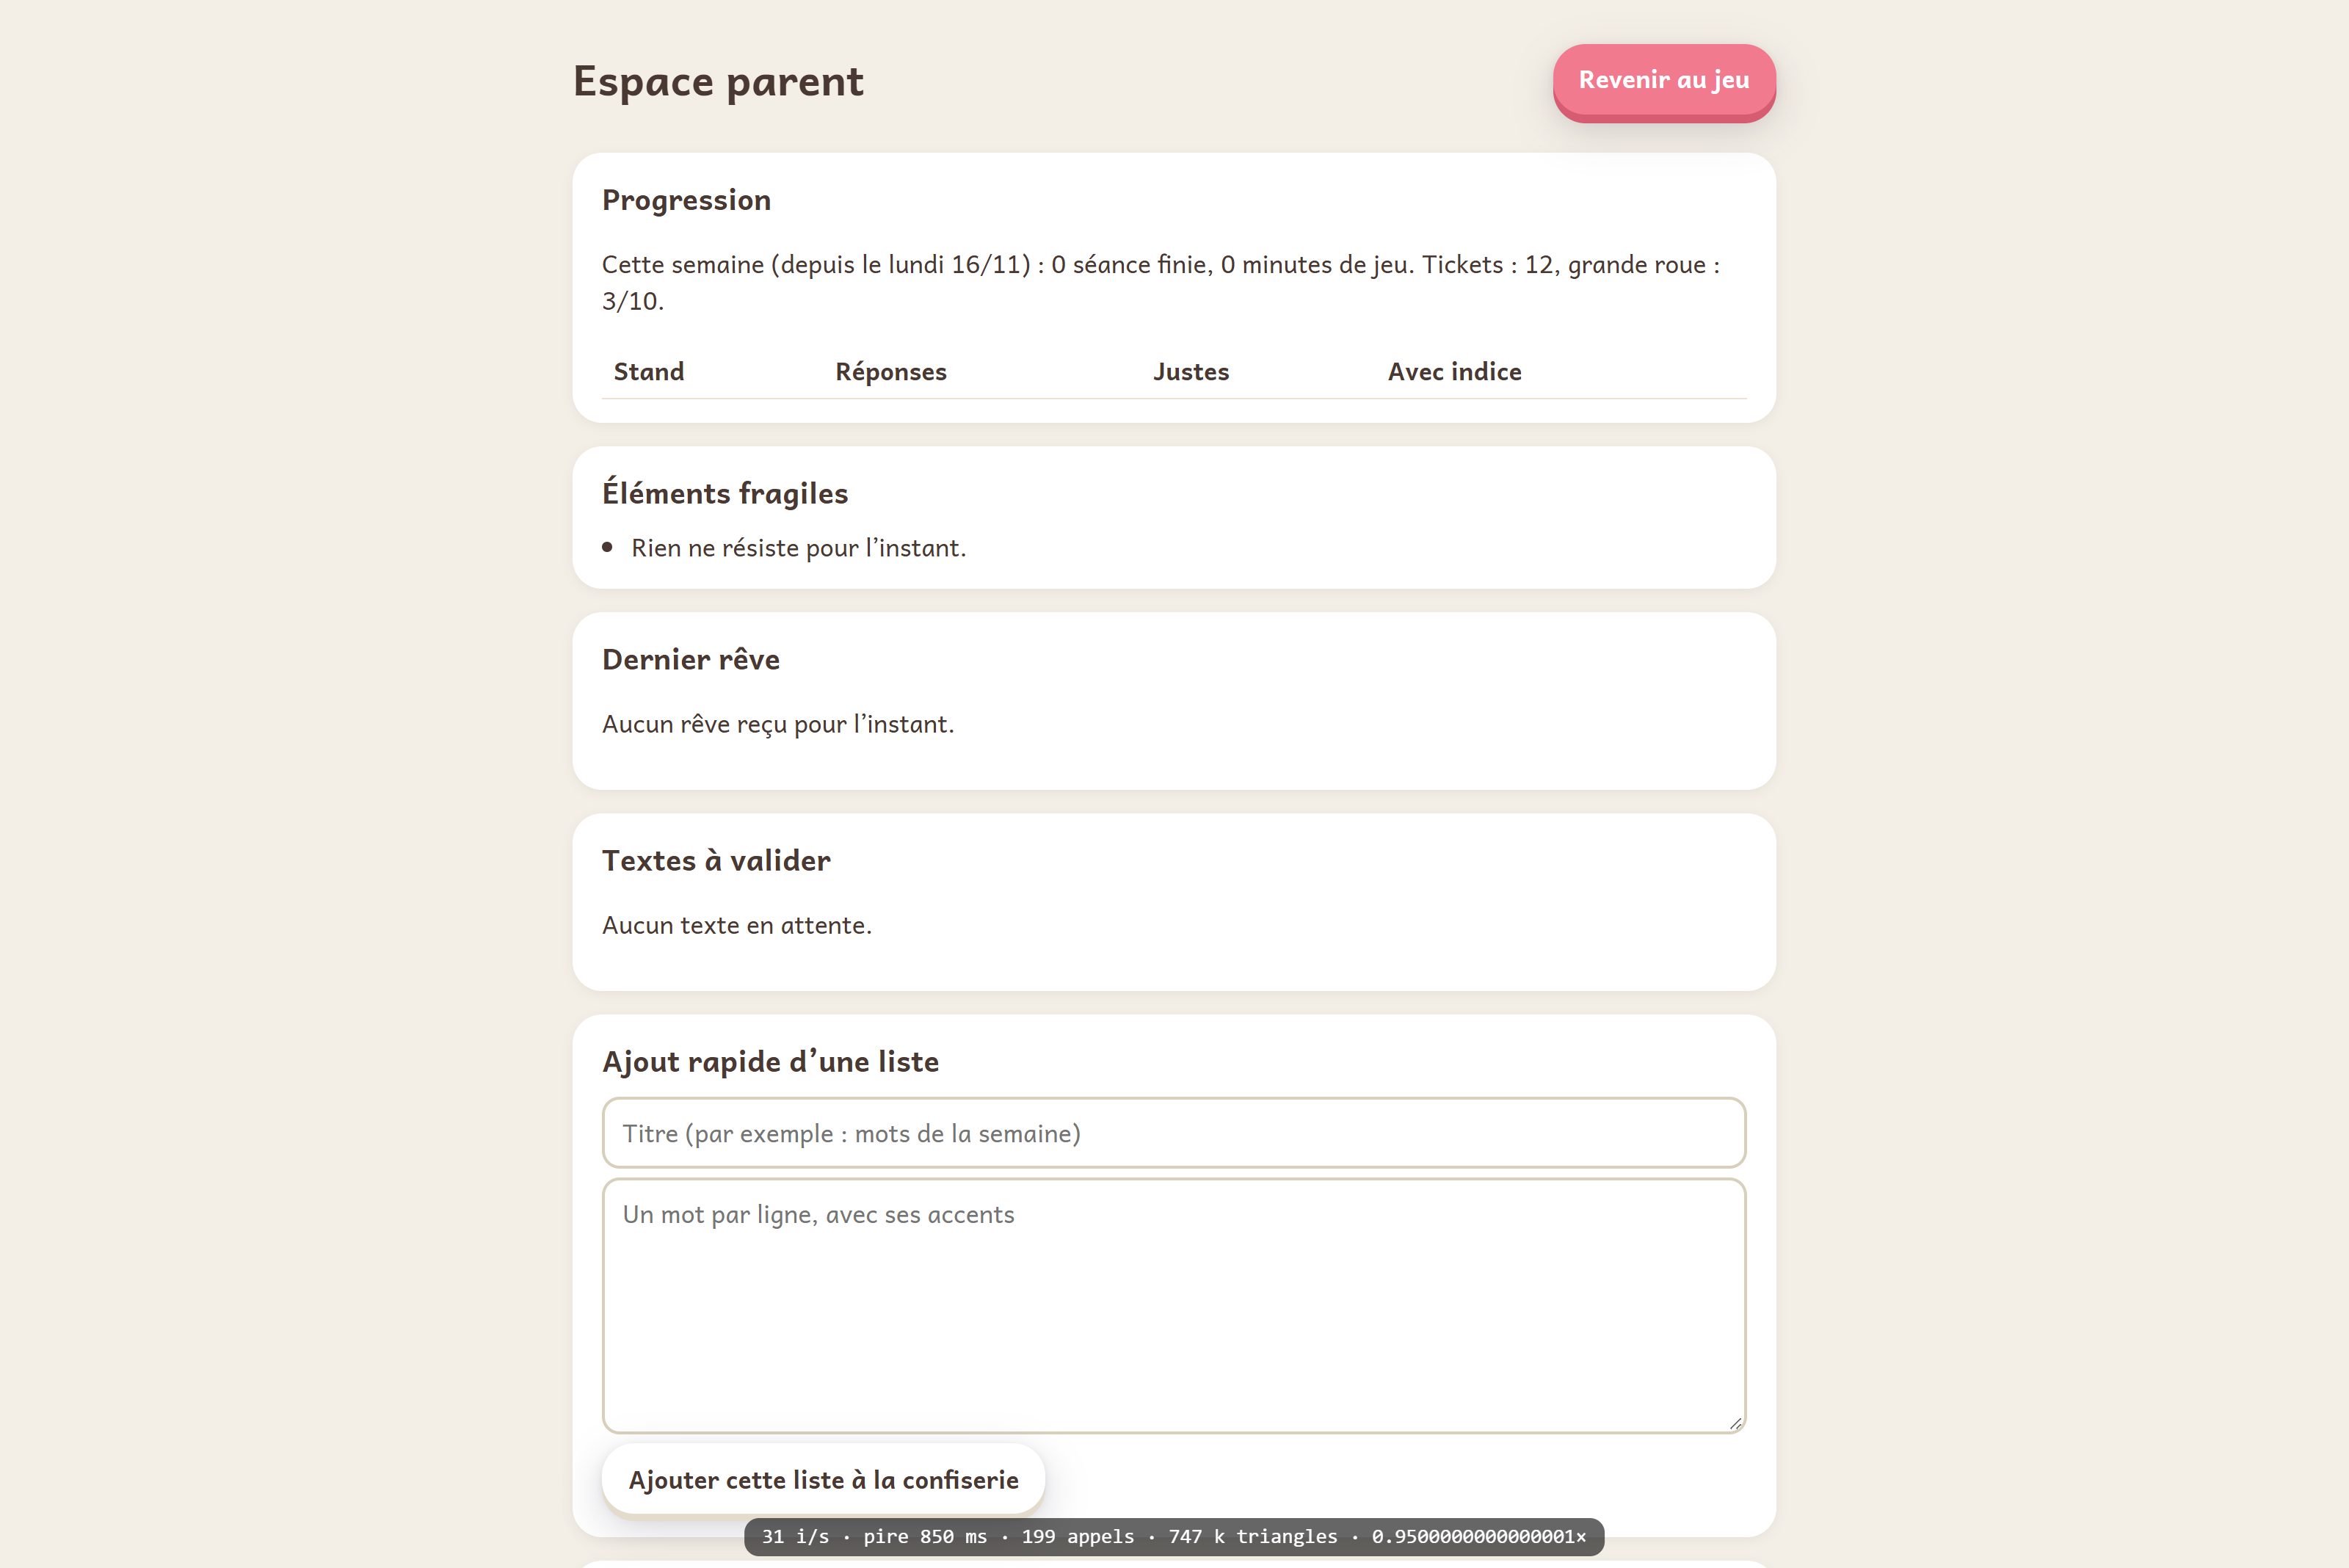 Espace parent
Revenir au jeu
Progression
Cette semaine (depuis le lundi 16/11) : 0 séance finie, 0 minutes de jeu. Tickets : 12, grande roue :
3/10.
Stand Réponses Justes Avec indice
Éléments fragiles
• Rien ne résiste pour l’instant.
Dernier rêve
Aucun rêve reçu pour l’instant.
Textes à valider
Aucun texte en attente.
Ajout rapide d’une liste
Titre (par exemple : mots de la semaine)
Un mot par ligne, avec ses accents
Ajouter cette liste à la confiserie
31 i/s · pire 850 ms · 199 appels · 747 k triangles · 0.9500000000000001×